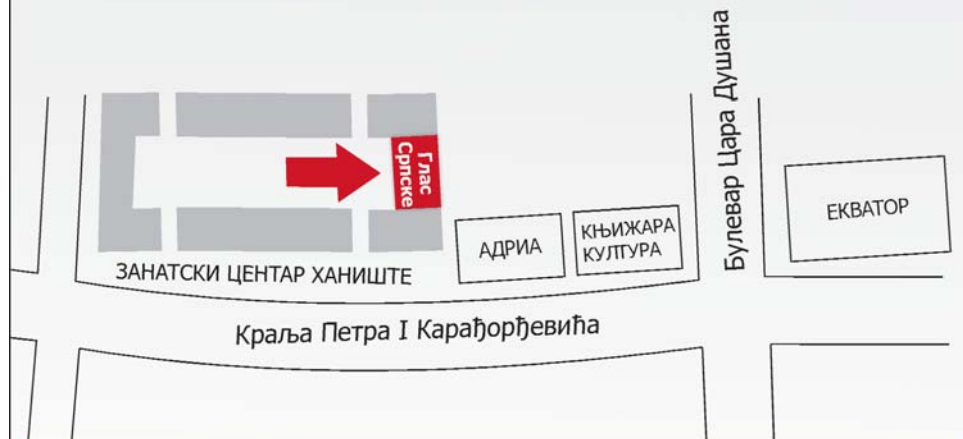 Булевар Цара Душана
Глас
Српске
ЕКВАТОР
АДРИА
КЊИЖАРА
КУЛТУРА
ЗАНАТСКИ ЦЕНТАР ХАНИШТЕ
Краља Петра I Карађорђевића